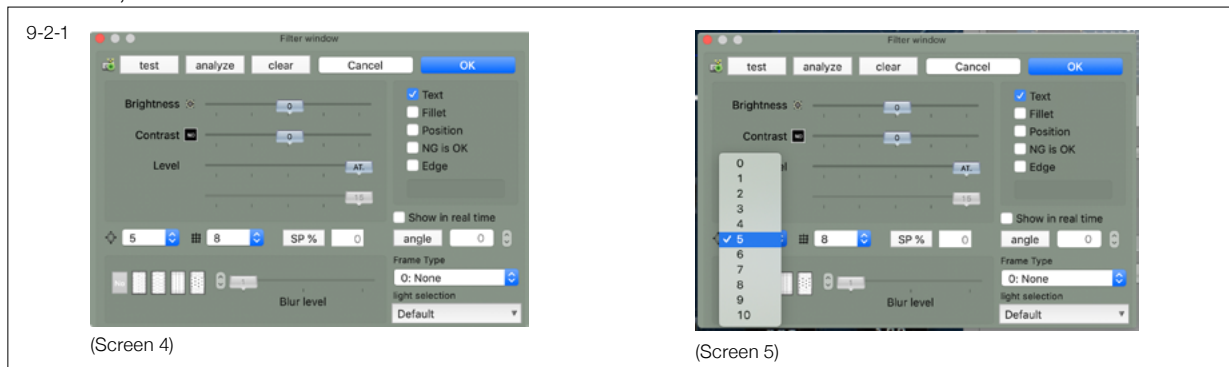 9-2-1
Filter window
test analyze clear Cancel OK
Brightness 0
Contrast NO 0
Level AT.
15
Text
Fillet
Position
NG is OK
Edge
Show in real time
5 8 SP % 0 angle 0
Frame Type
0: None
1
Blur level
light selection
Default
(Screen 4)
Filter window
test analyze clear Cancel OK
Brightness 0
Contrast NO 0
AT.
15
Text
Fillet
Position
NG is OK
Edge
0
1
2
3
4
5
6
7
8
9
10
Show in real time
8 SP % 0 angle 0
Frame Type
0: None
1
Blur level
light selection
Default
(Screen 5)